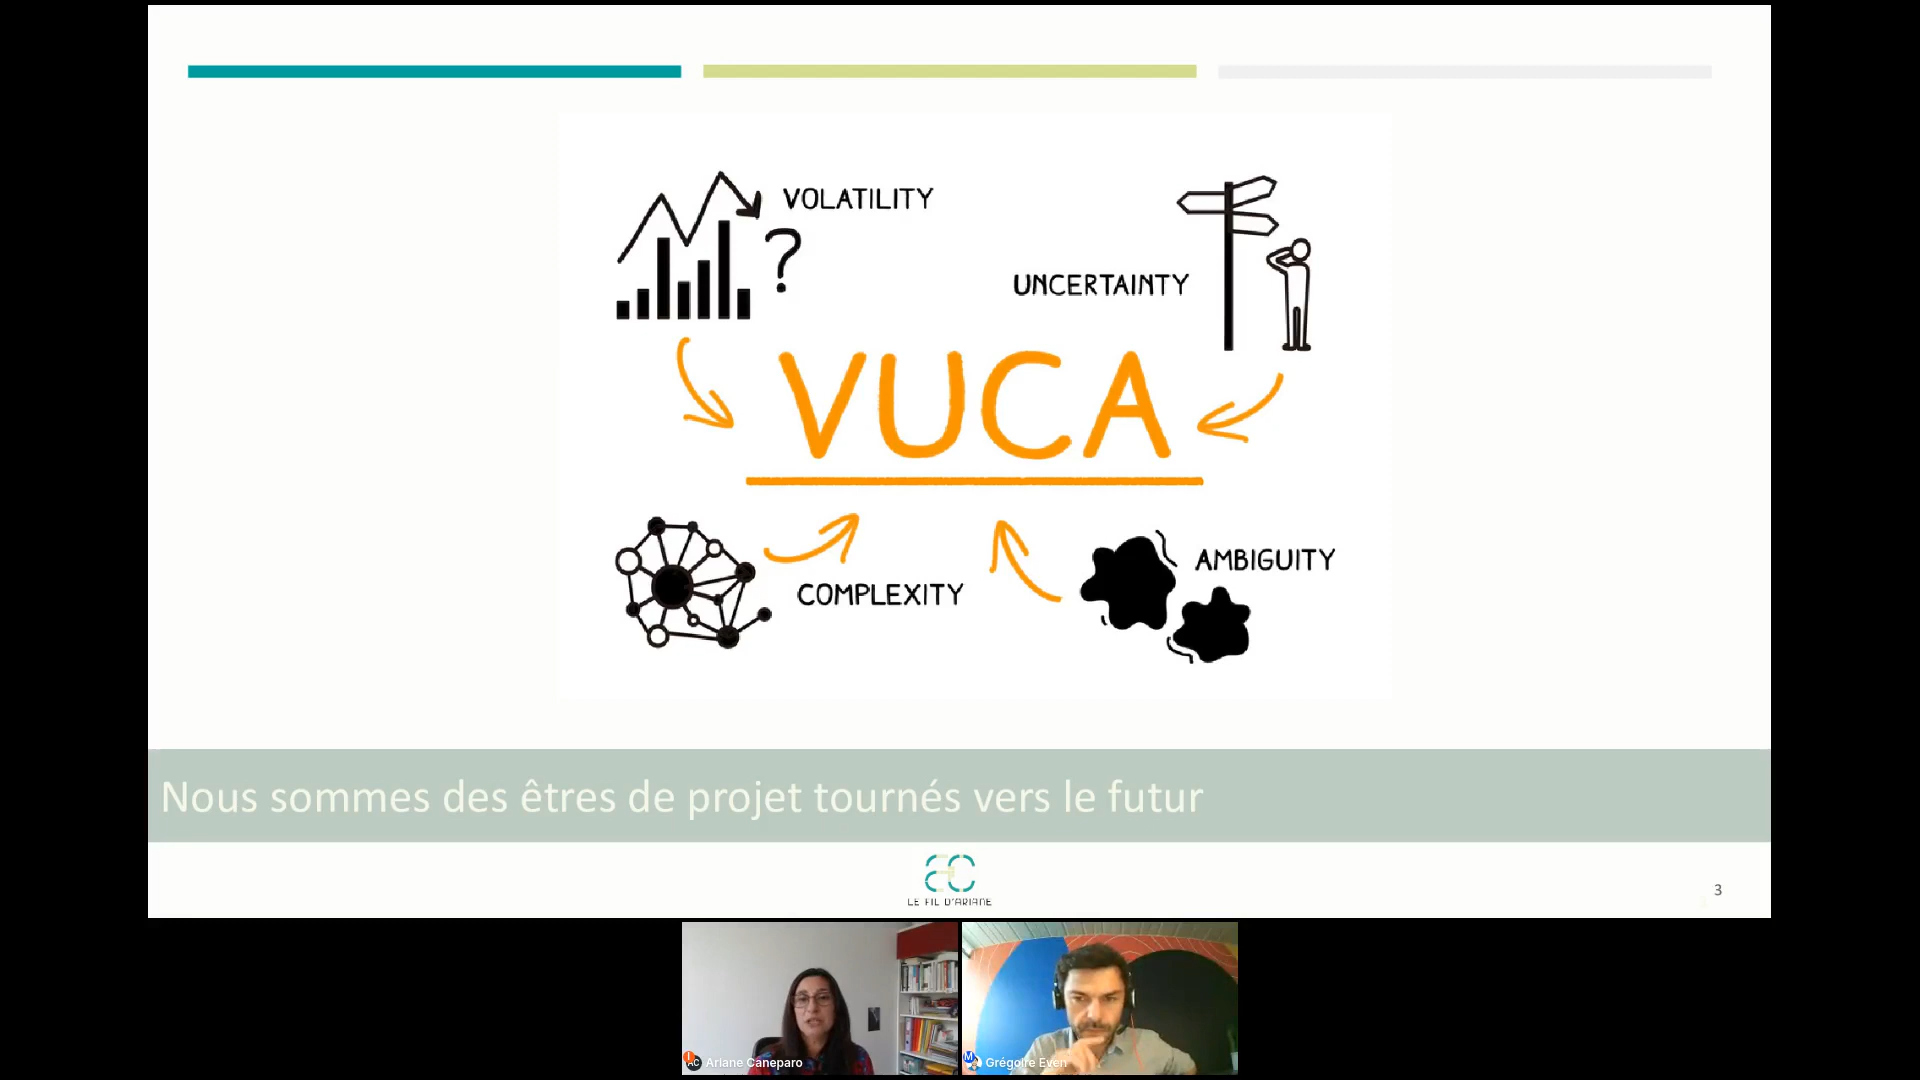 VOLATILITY
?
UNCERTAINTY
VUCA
COMPLEXITY
AMBIGUITY
Nous sommes des êtres de projet tournés vers le futur
LE FIL D'ARIANE
3
AC Ariane Caneparo
Grégoire Even